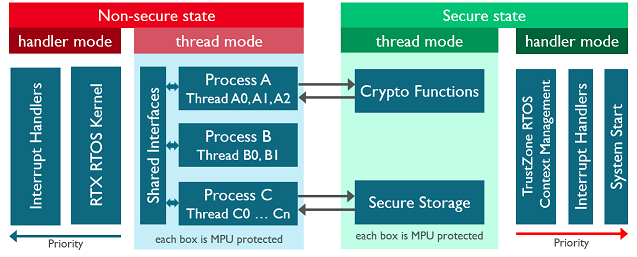 Non-secure state
Secure state
handler mode
thread mode
thread mode
handler mode
Interrupt Handlers
RTX RTOS Kernel
Shared Interfaces
Process A
Thread A0, A1, A2
Process B
Thread B0, B1
Process C
Thread C0 ... Cn
Crypto Functions
Secure Storage
TrustZone RTOS
Context Management
Interrupt Handlers
System Start
Priority
each box is MPU protected
each box is MPU protected
Priority